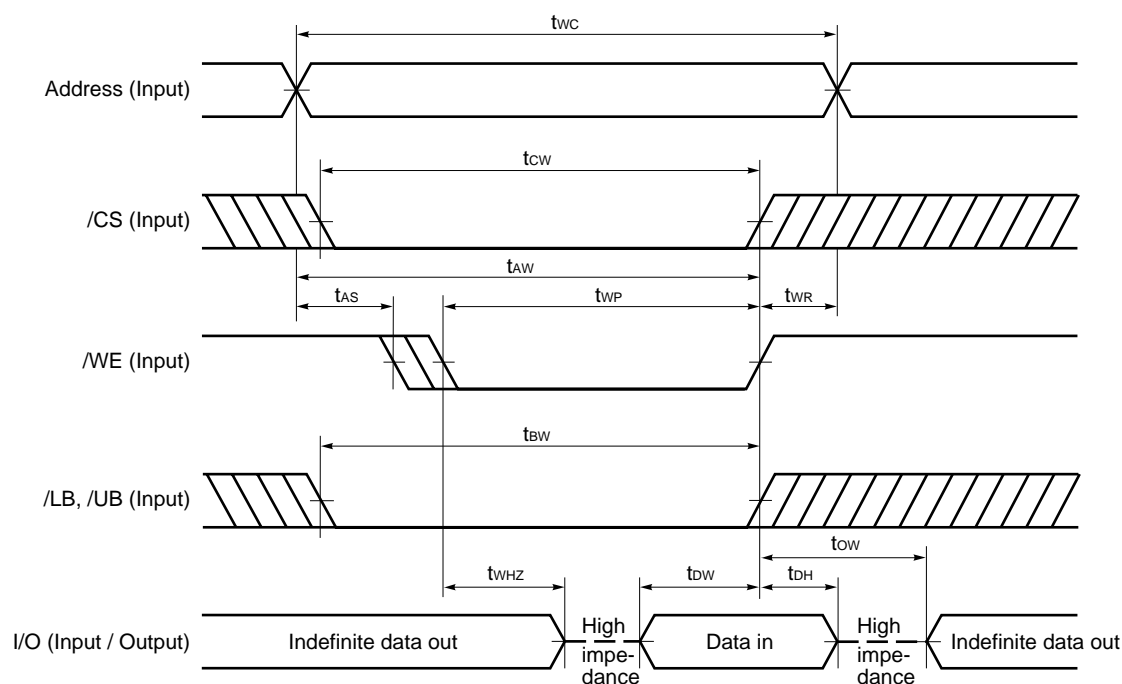 tWC
Address (Input)
tCW
/CS (Input)
tAW
tAS
tWP
tWR
/WE (Input)
tBW
/LB, /UB (Input)
tOW
tWHZ
tDW
tDH
I/O (Input / Output)
Indefinite data out
High
impe-
dance
Data in
High
impe-
dance
Indefinite data out